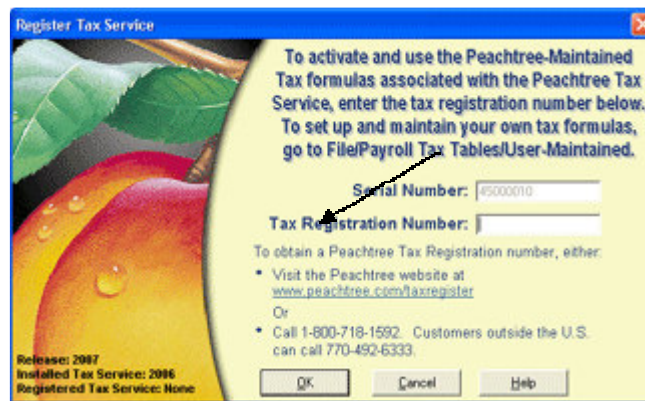 Register Tax Service
To activate and use the Peachtree-Maintained
Tax formulas associated with the Peachtree Tax
Service, enter the tax registration number below.
To set up and maintain your own tax formulas,
go to File/Payroll Tax Tables/User-Maintained.
Serial Number: 45000010
Tax Registration Number:
To obtain a Peachtree Tax Registration number, either:
• Visit the Peachtree website at
www.peachtree.com/taxregister
Or
• Call 1-800-718-1592. Customers outside the U.S.
can call 770-492-6333.
Release: 2007
Installed Tax Service: 2006
Registered Tax Service: None
OK Cancel Help